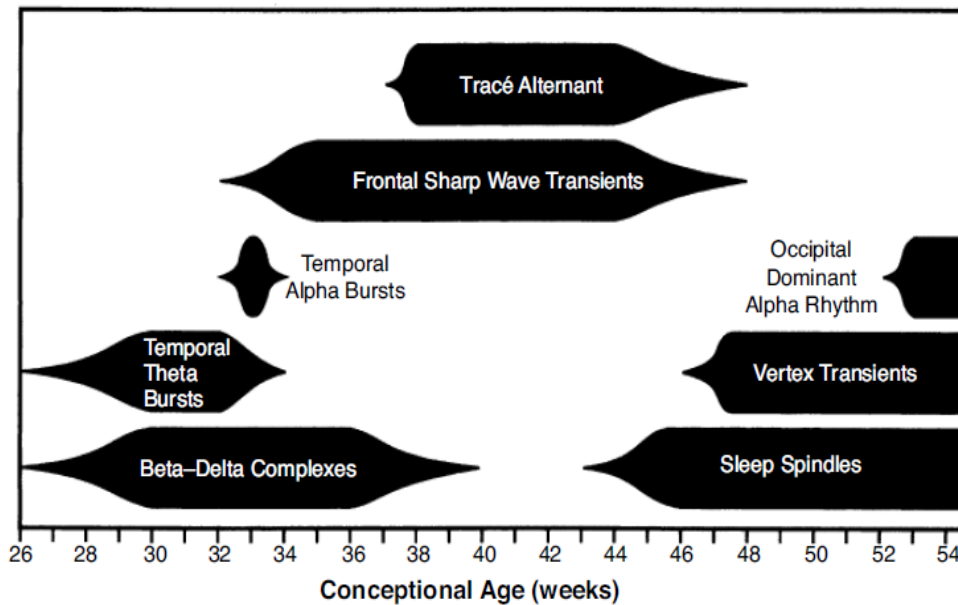 Tracé Alternant
Frontal Sharp Wave Transients
Temporal
Alpha Bursts
Occipital
Dominant
Alpha Rhythm
Temporal
Theta
Bursts
Vertex Transients
Beta–Delta Complexes
Sleep Spindles
26 28 30 32 34 36 38 40 42 44 46 48 50 52 54
Conceptional Age (weeks)